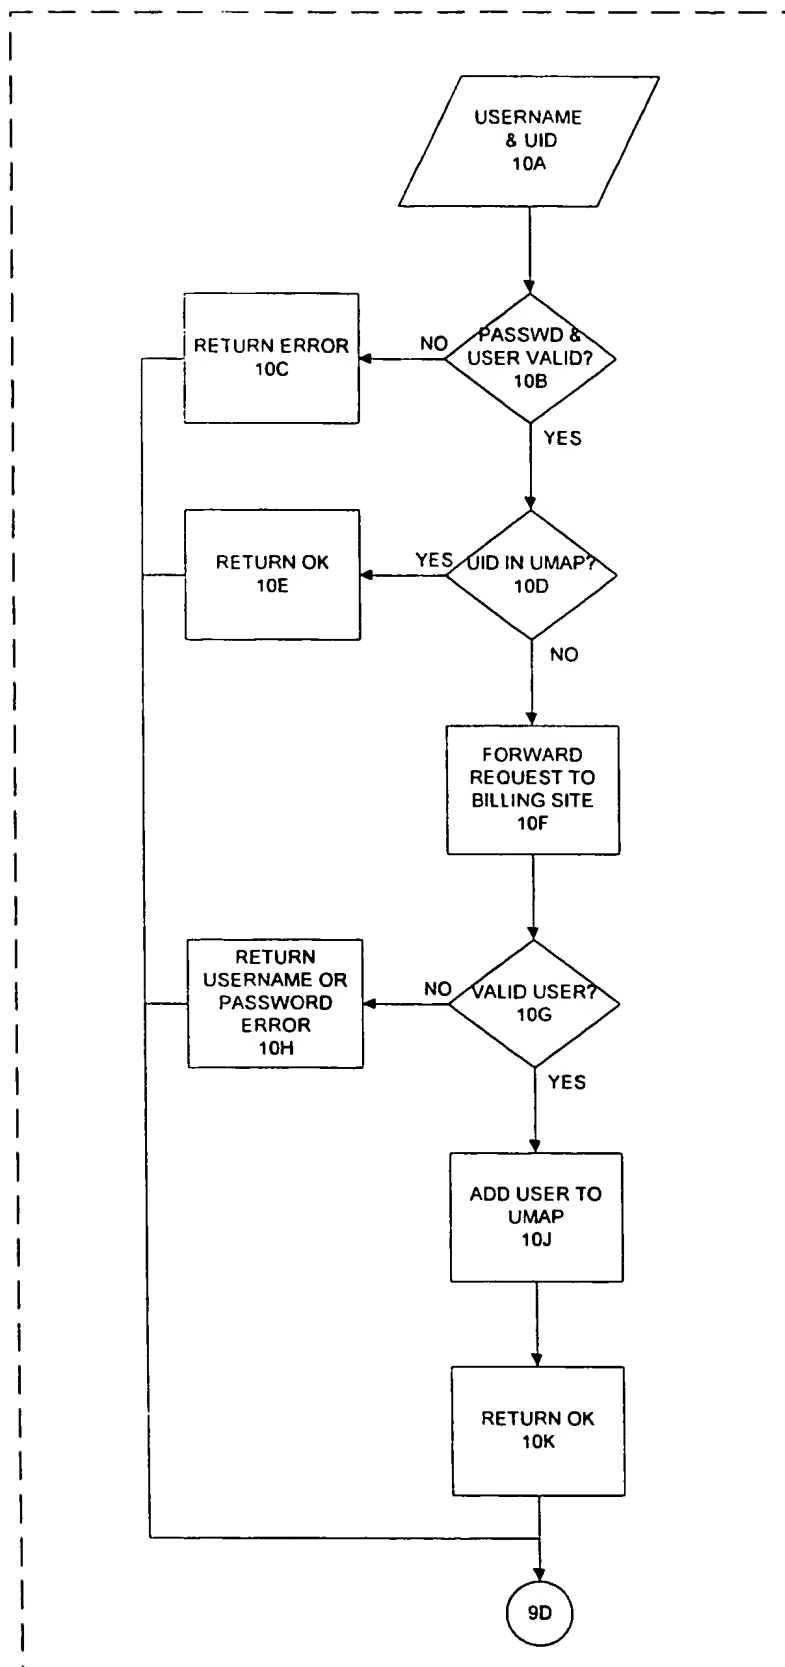 USERNAME
& UID
10A
PASSWD &
USER VALID?
10B
NO
RETURN ERROR
10C
YES
UID IN UMAP?
10D
YES
RETURN OK
10E
NO
FORWARD
REQUEST TO
BILLING SITE
10F
VALID USER?
10G
NO
RETURN
USERNAME OR
PASSWORD
ERROR
10H
YES
ADD USER TO
UMAP
10J
RETURN OK
10K
9D